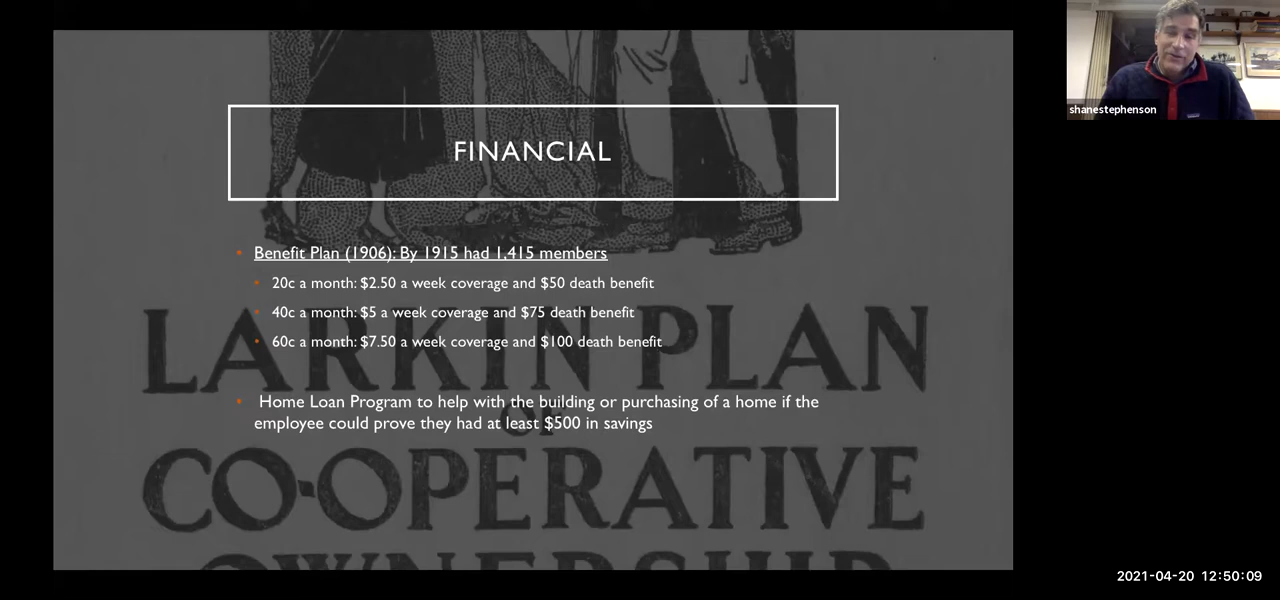 FINANCIAL
• Benefit Plan (1906): By 1915 had 1,415 members
• 20c a month: $2.50 a week coverage and $50 death benefit
• 40c a month: $5 a week coverage and $75 death benefit
• 60c a month: $7.50 a week coverage and $100 death benefit
• Home Loan Program to help with the building or purchasing of a home if the
employee could prove they had at least $500 in savings
LARKIN PLAN
OF
CO-OPERATIVE
OWNERSHIP
shanestephenson
2021-04-20 12:50:09